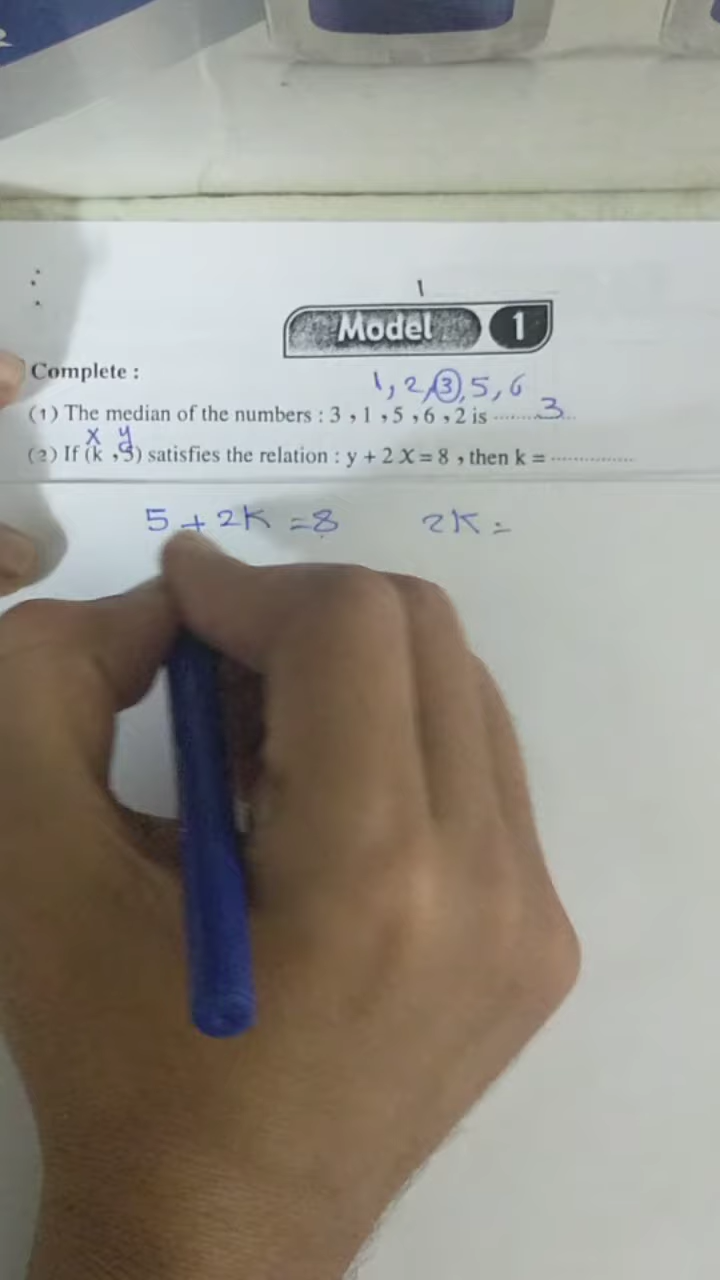 Model 1
Complete :
1, 2, 3, 5, 6
(1) The median of the numbers : 3 , 1 , 5 , 6 , 2 is ........3..
x y
(2) If (k , 5) satisfies the relation : y + 2 X = 8 , then k = ..............
5 + 2K = 8 2K =